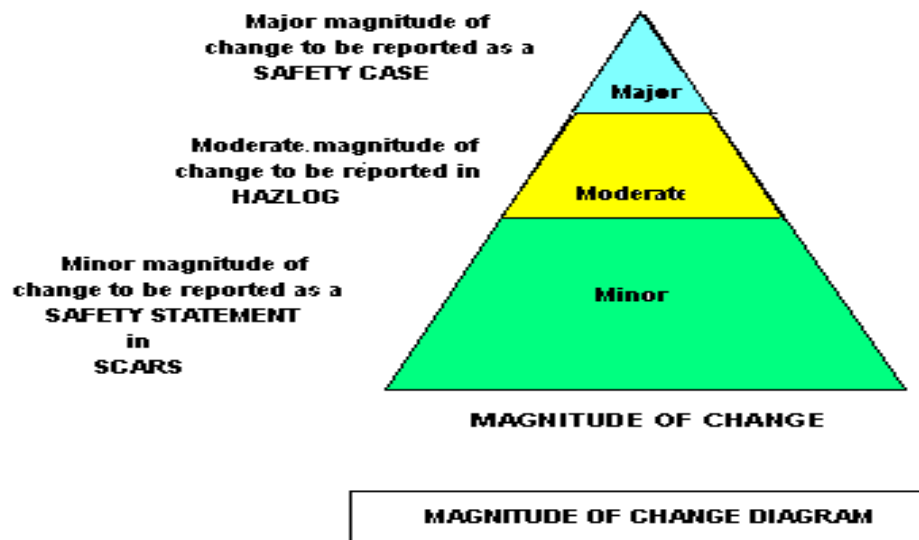 Major magnitude of
change to be reported as a
SAFETY CASE
Major
Moderate.magnitude of
change to be reported in
HAZLOG
Moderate
Minor magnitude of
change to be reported as a
SAFETY STATEMENT
in
SCARS
Minor
MAGNITUDE OF CHANGE
MAGNITUDE OF CHANGE DIAGRAM